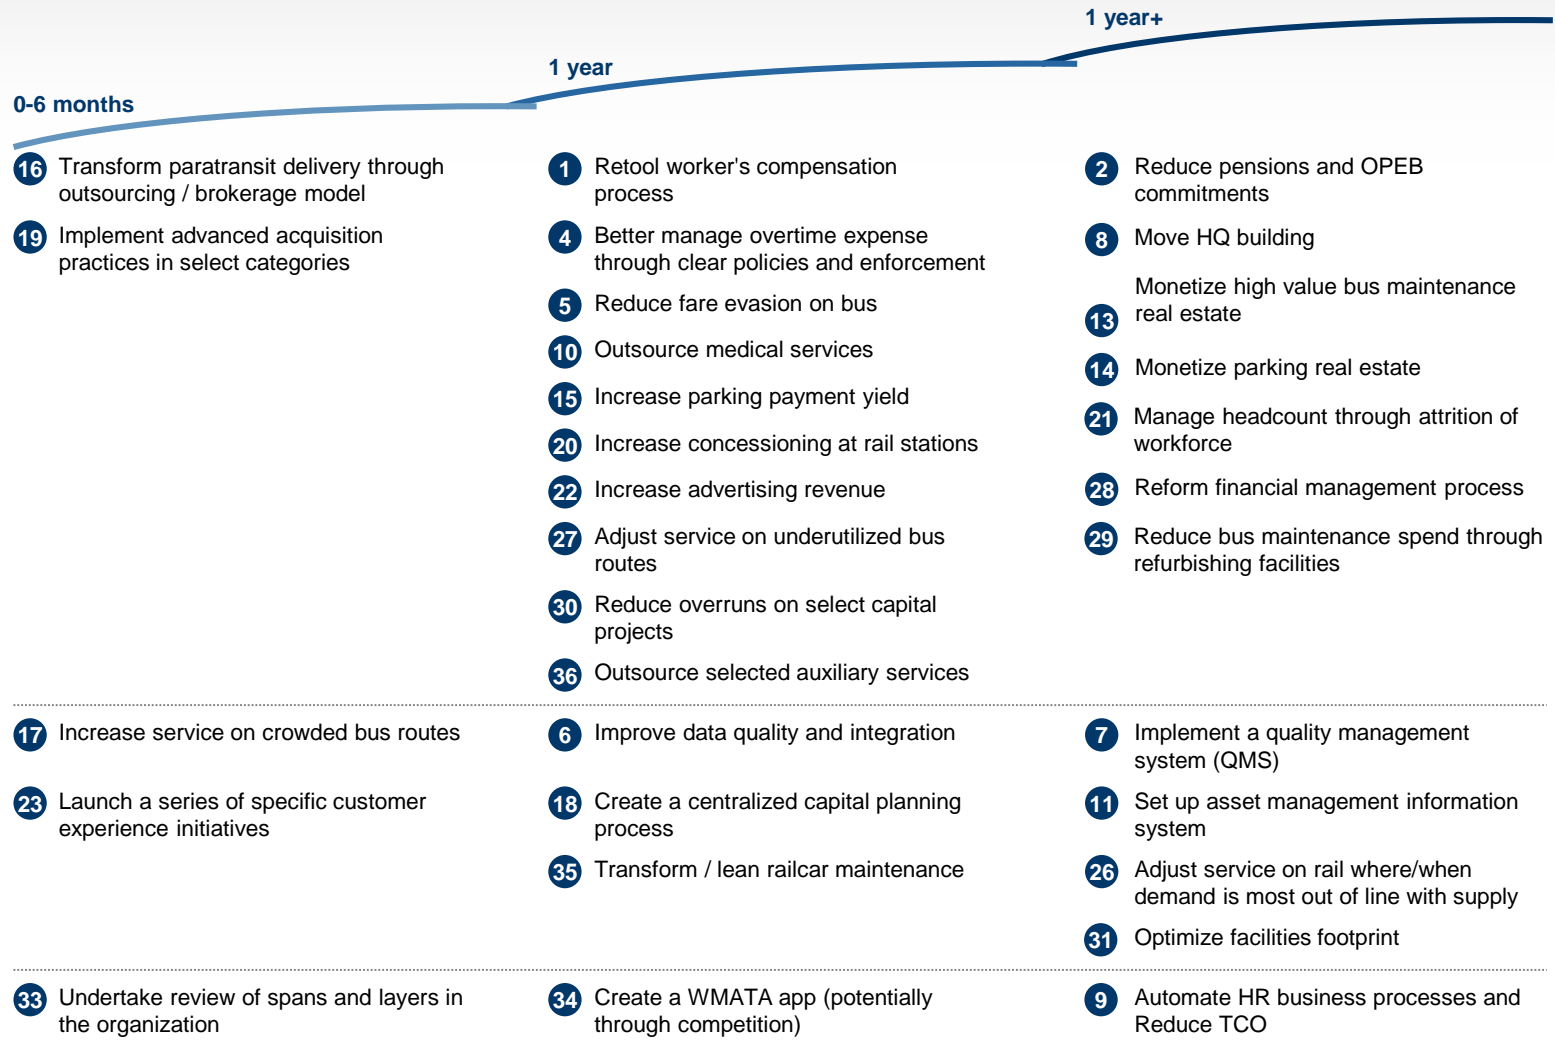 1 year+
1 year
0-6 months
16 Transform paratransit delivery through
outsourcing / brokerage model
19 Implement advanced acquisition
practices in select categories
1 Retool worker's compensation
process
4 Better manage overtime expense
through clear policies and enforcement
5 Reduce fare evasion on bus
10 Outsource medical services
15 Increase parking payment yield
20 Increase concessioning at rail stations
22 Increase advertising revenue
27 Adjust service on underutilized bus
routes
30 Reduce overruns on select capital
projects
36 Outsource selected auxiliary services
2 Reduce pensions and OPEB
commitments
8 Move HQ building
13 Monetize high value bus maintenance
real estate
14 Monetize parking real estate
21 Manage headcount through attrition of
workforce
28 Reform financial management process
29 Reduce bus maintenance spend through
refurbishing facilities
17 Increase service on crowded bus routes
23 Launch a series of specific customer
experience initiatives
6 Improve data quality and integration
18 Create a centralized capital planning
process
35 Transform / lean railcar maintenance
7 Implement a quality management
system (QMS)
11 Set up asset management information
system
26 Adjust service on rail where/when
demand is most out of line with supply
31 Optimize facilities footprint
33 Undertake review of spans and layers in
the organization
34 Create a WMATA app (potentially
through competition)
9 Automate HR business processes and
Reduce TCO